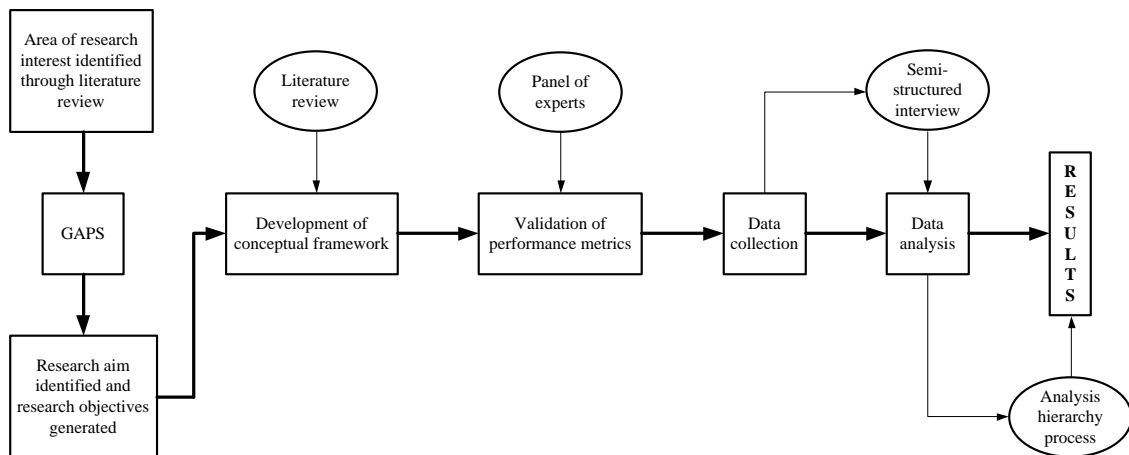 Area of research
interest identified
through literature
review
GAPS
Research aim
identified and
research objectives
generated
Literature
review
Development of
conceptual framework
Panel of
experts
Validation of
performance metrics
Data
collection
Semi-
structured
interview
Data
analysis
Analysis
hierarchy
process
R
E
S
U
L
T
S